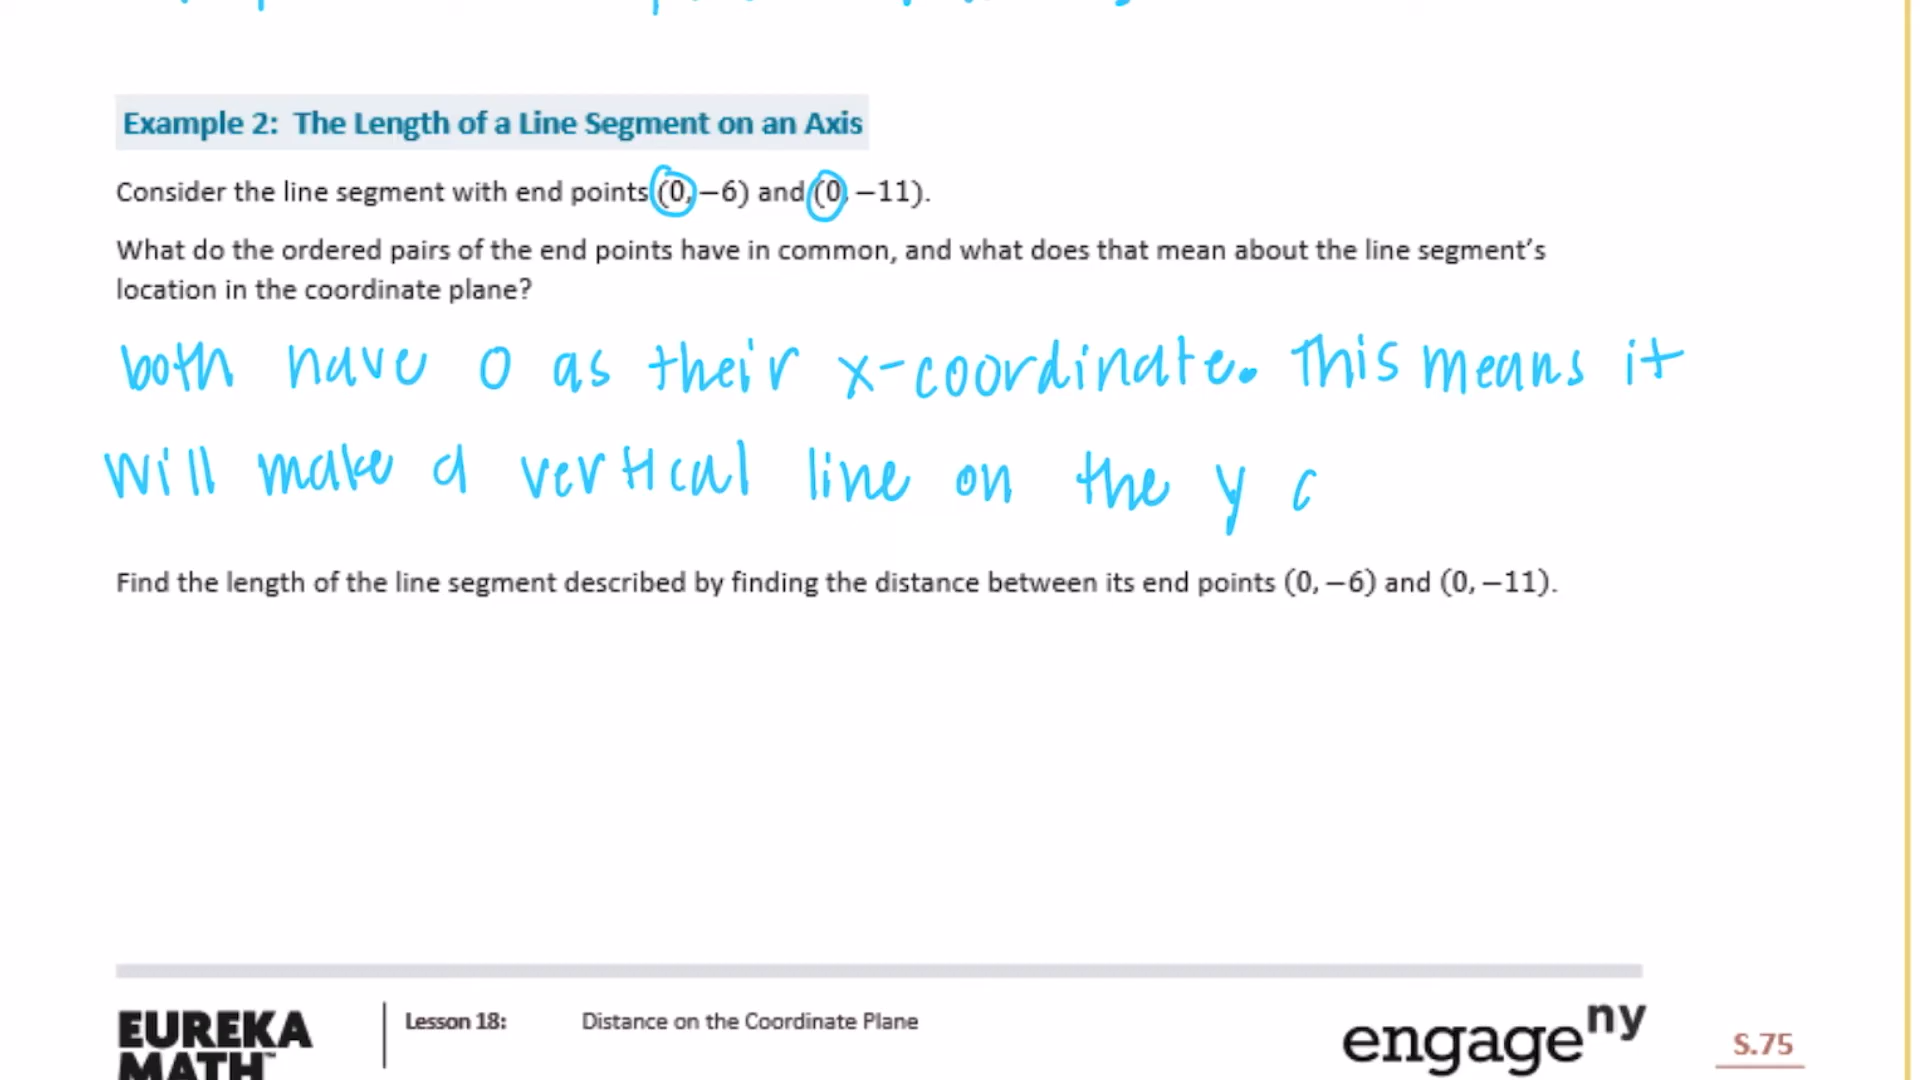 Example 2: The Length of a Line Segment on an Axis
Consider the line segment with end points (0, −6) and (0, −11).
What do the ordered pairs of the end points have in common, and what does that mean about the line segment’s
location in the coordinate plane?
both have 0 as their x-coordinate. This means it
will make a vertical line on the y
Find the length of the line segment described by finding the distance between its end points (0, −6) and (0, −11).
EUREKA
MATH™
Lesson 18: Distance on the Coordinate Plane
engageny
S.75